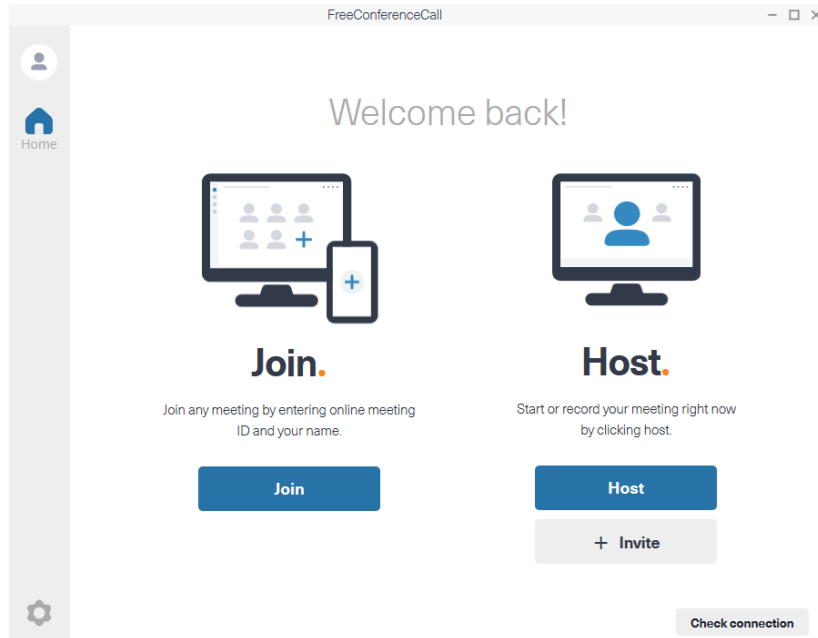 FreeConferenceCall
Home
Welcome back!
Join.
Join any meeting by entering online meeting
ID and your name.
Join
Host.
Start or record your meeting right now
by clicking host.
Host
+ Invite
Check connection